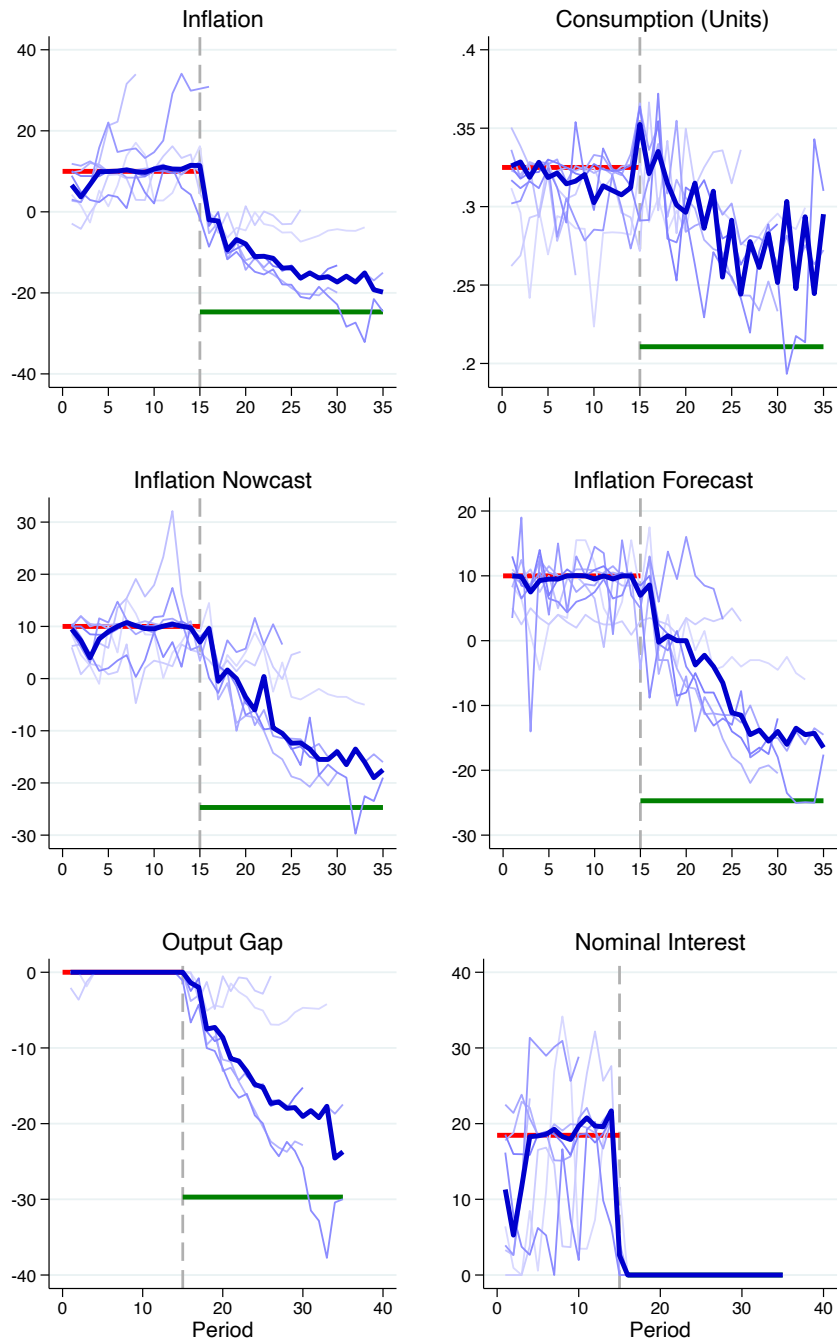 Inflation
Consumption (Units)
40
20
0
-20
-40
0 5 10 15 20 25 30 35
.4
.35
.3
.25
.2
0 5 10 15 20 25 30 35
Inflation Nowcast
Inflation Forecast
30
20
10
0
-10
-20
-30
0 5 10 15 20 25 30 35
20
10
0
-10
-20
-30
0 5 10 15 20 25 30 35
Output Gap
Nominal Interest
0
-10
-20
-30
-40
0 10 20 30 40
Period
40
30
20
10
0
0 10 20 30 40
Period